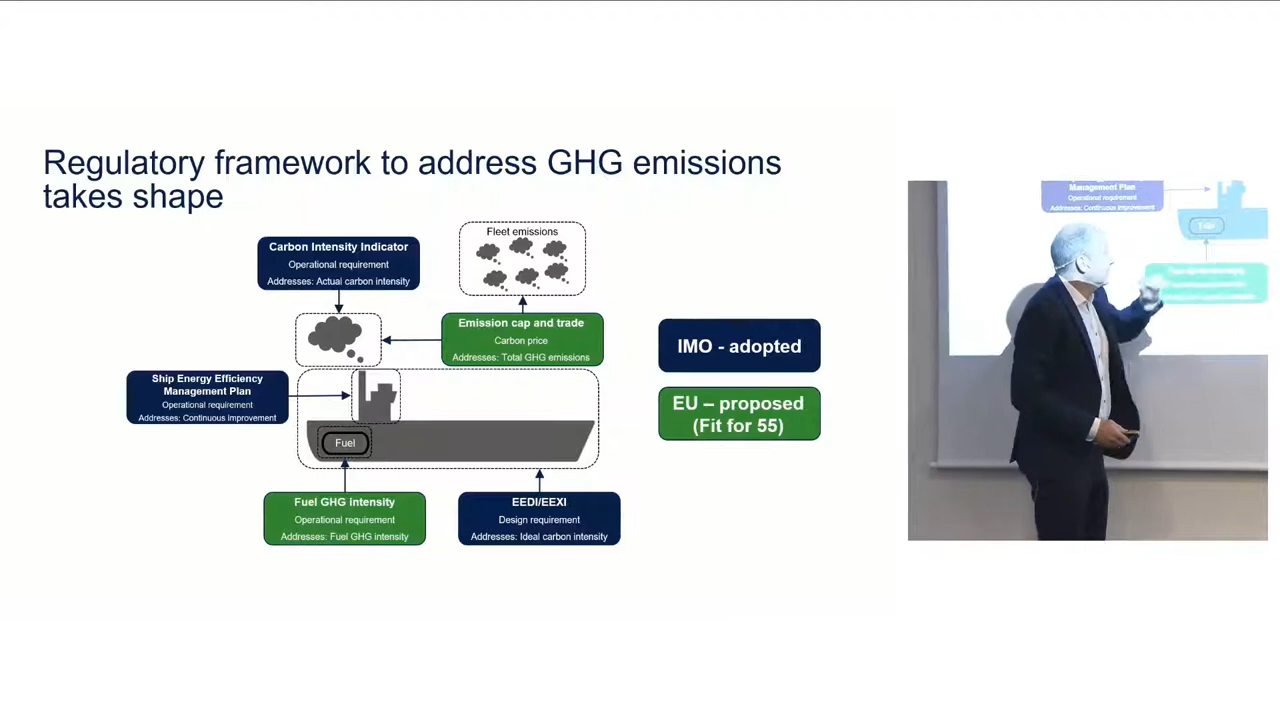 Regulatory framework to address GHG emissions
takes shape
Carbon Intensity Indicator
Operational requirement
Addresses: Actual carbon intensity
Fleet emissions
Emission cap and trade
Carbon price
Addresses: Total GHG emissions
IMO - adopted
EU – proposed
(Fit for 55)
Ship Energy Efficiency
Management Plan
Operational requirement
Addresses: Continuous improvement
Fuel
Fuel GHG intensity
Operational requirement
Addresses: Fuel GHG intensity
EEDI/EEXI
Design requirement
Addresses: Ideal carbon intensity
Management Plan
Operational requirement
Addresses: Continuous improvement
Fuel